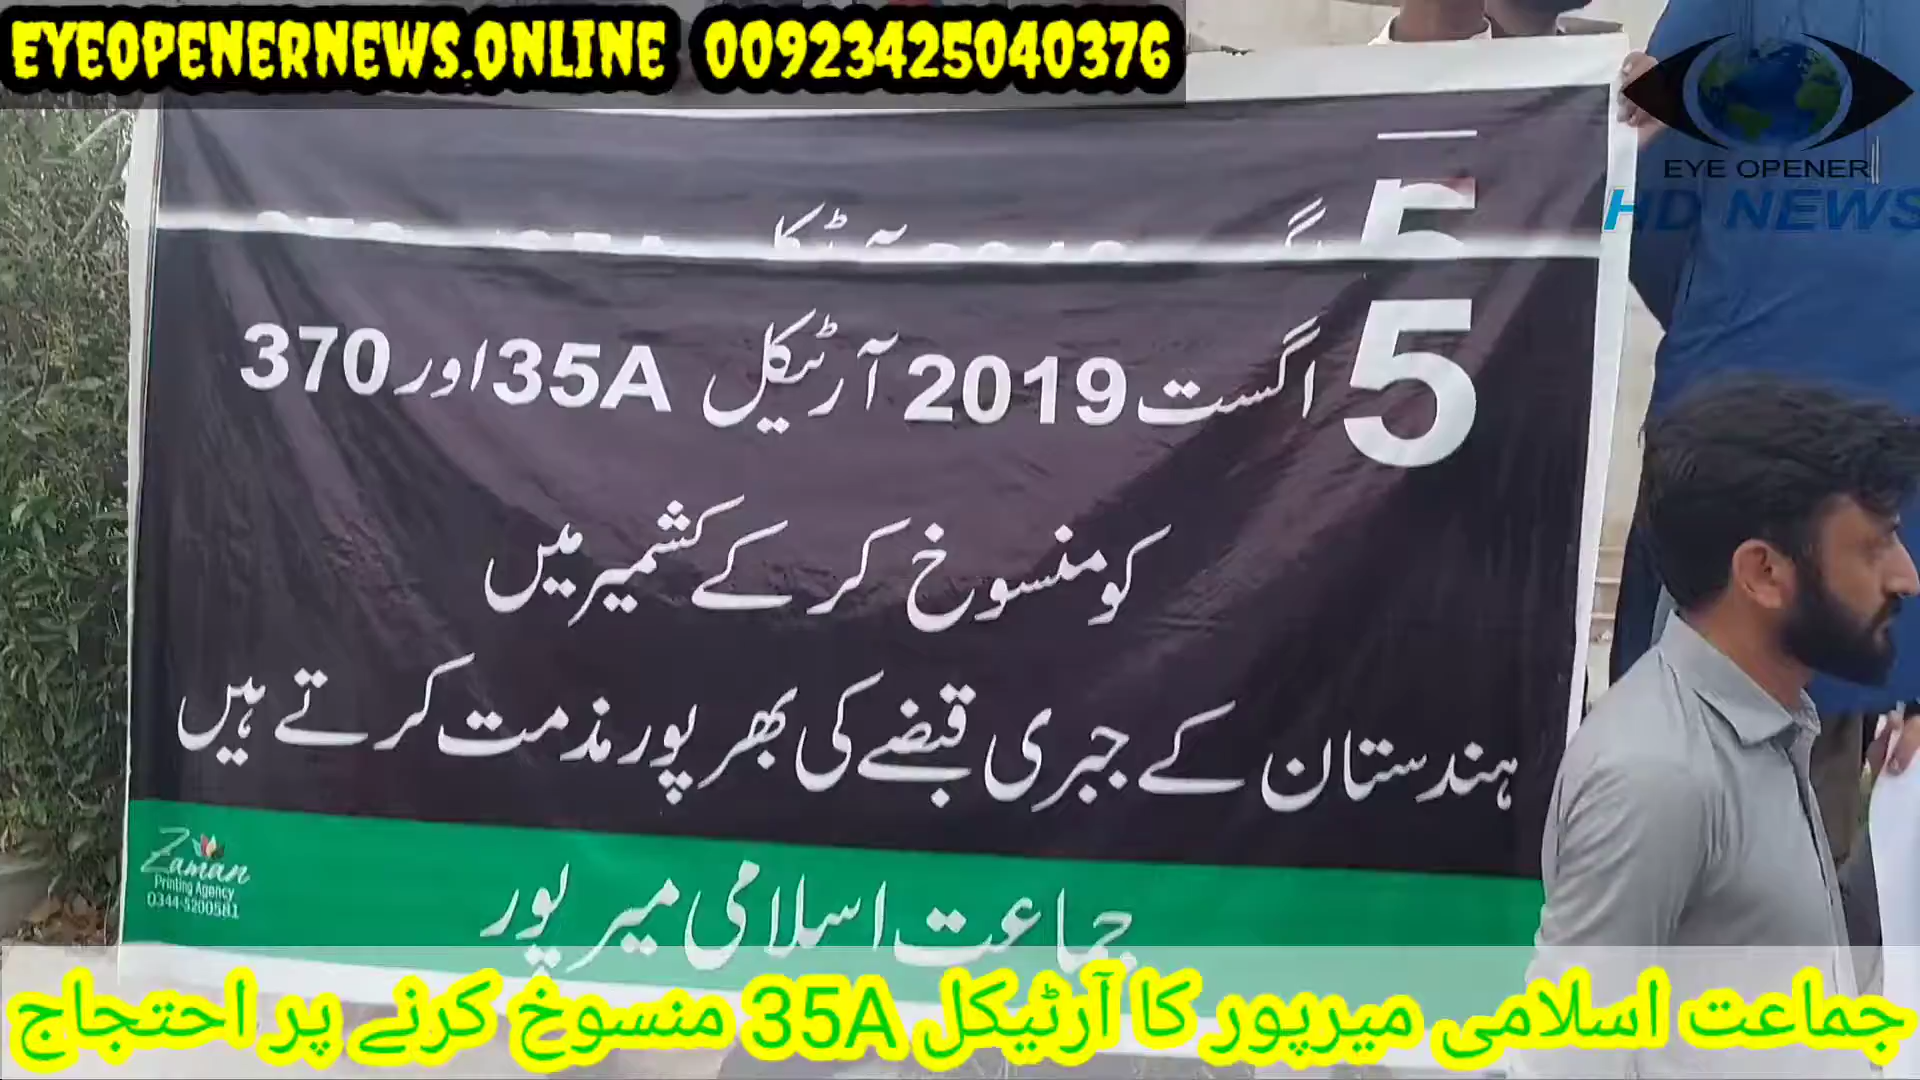 EYEOPENERNEWS.ONLINE 00923425040376
EYE OPENER
HD NEWS
5 اگست 2019 آرٹیکل 35A اور 370
کو منسوخ کر کے کشمیر میں
ہندستان کے جبری قبضے کی بھرپور مذمت کرتے ہیں
جماعت اسلامی میرپور
Zaman
Printing Agency
0344-5200581
جماعت اسلامی میرپور کا آرٹیکل 35A منسوخ کرنے پر احتجاج